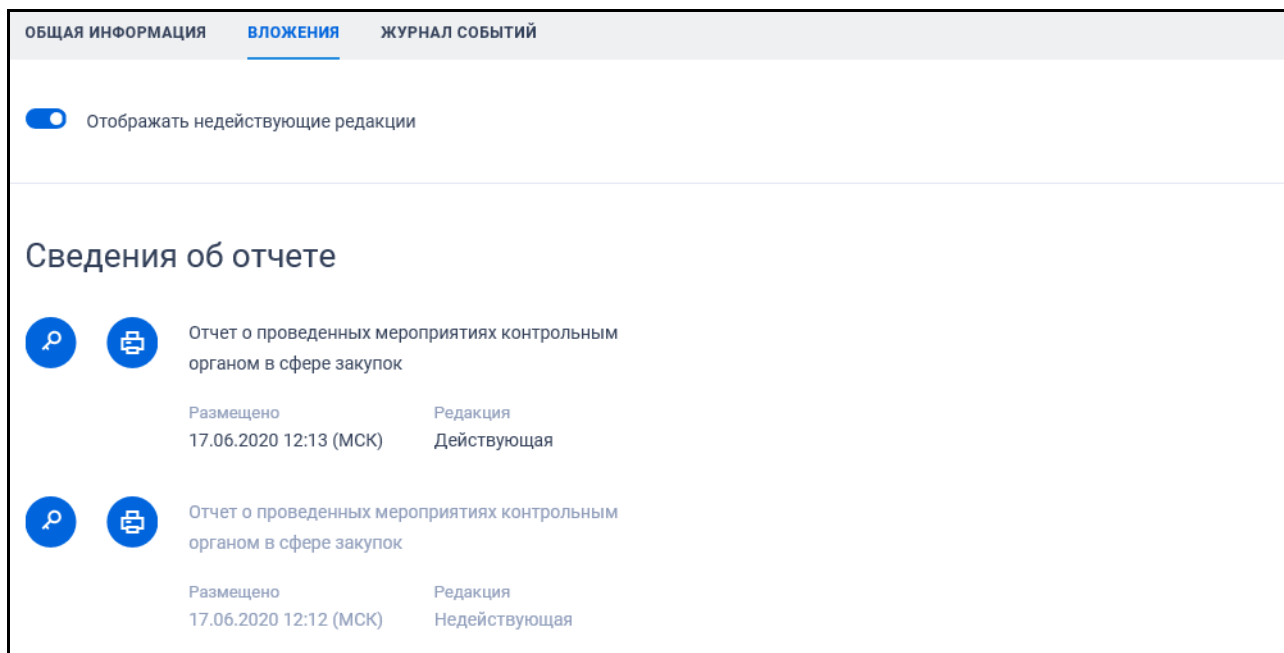 ОБЩАЯ ИНФОРМАЦИЯ ВЛОЖЕНИЯ ЖУРНАЛ СОБЫТИЙ
Отображать недействующие редакции
Сведения об отчете
Отчет о проведенных мероприятиях контрольным
органом в сфере закупок
Размещено Редакция
17.06.2020 12:13 (МСК) Действующая
Отчет о проведенных мероприятиях контрольным
органом в сфере закупок
Размещено Редакция
17.06.2020 12:12 (МСК) Недействующая